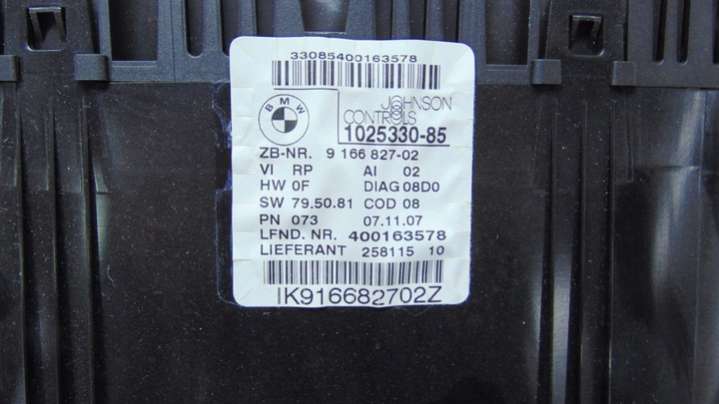 33085400163578
BMW
JOHNSON
CONTROLS
1025330-85
ZB-NR. 9 166 827-02
VI RP AI 02
HW 0F DIAG 08D0
SW 79.50.81 COD 08
PN 073 07.11.07
LFND. NR. 400163578
LIEFERANT 258115 10
IK916682702Z